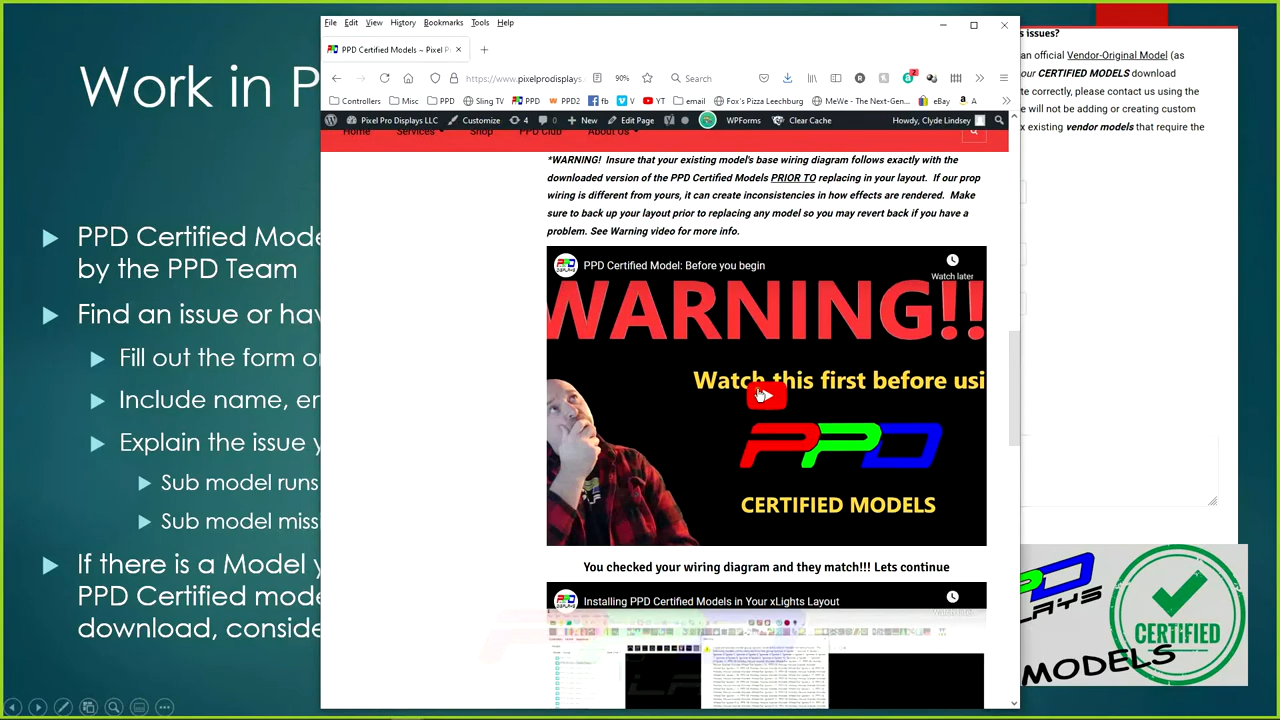 Work in P
PPD Certified Mode
by the PPD Team
Find an issue or hav
Fill out the form or
Include name, er
Explain the issue y
Sub model runs
Sub model miss
If there is a Model y
PPD Certified mode
download, conside
File Edit View History Bookmarks Tools Help
PPD Certified Models ~ Pixel P
https://www.pixelprodisplays. 90% Search
Controllers Misc PPD Sling TV PPD PPD2 fb V YT email Fox's Pizza Leechburg MeWe - The Next-Gen... eBay A
Pixel Pro Displays LLC Customize 4 0 New Edit Page WPForms Clear Cache Howdy, Clyde Lindsey
Home Services Shop PPD Club About Us
*WARNING! Insure that your existing model's base wiring diagram follows exactly with the
downloaded version of the PPD Certified Models PRIOR TO replacing in your layout. If our prop
wiring is different from yours, it can create inconsistencies in how effects are rendered. Make
sure to back up your layout prior to replacing any model so you may revert back if you have a
problem. See Warning video for more info.
PPD Certified Model: Before you begin
Watch later
WARNING!!
Watch this first before usi
PPD
CERTIFIED MODELS
You checked your wiring diagram and they match!!! Lets continue
Installing PPD Certified Models in Your xLights Layout
s issues?
an official Vendor-Original Model (as
our CERTIFIED MODELS download
te correctly, please contact us using the
e will not be adding or creating custom
x existing vendor models that require the
CERTIFIED
MODELS